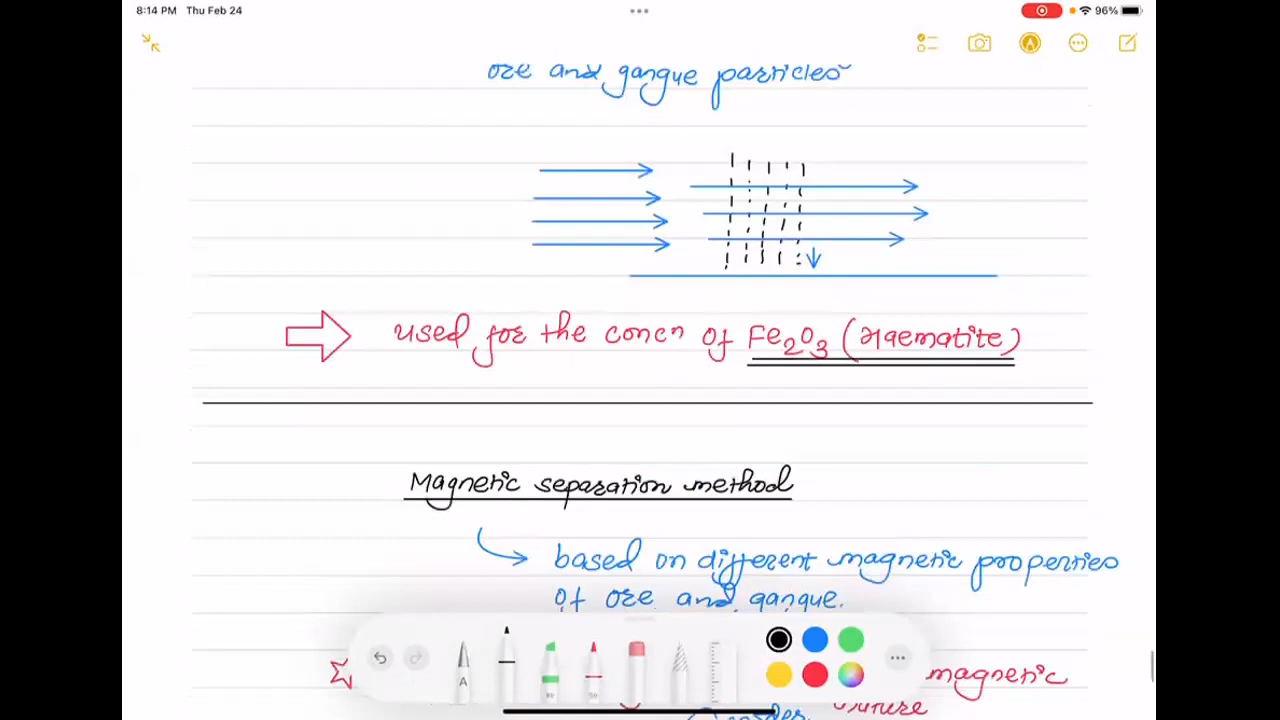 8:14 PM Thu Feb 24
96%
ore and gangue particles
used for the concn of Fe2O3 (Haematite)
Magnetic separation method
based on different magnetic properties
of ore and gangue.
magnetic
nature